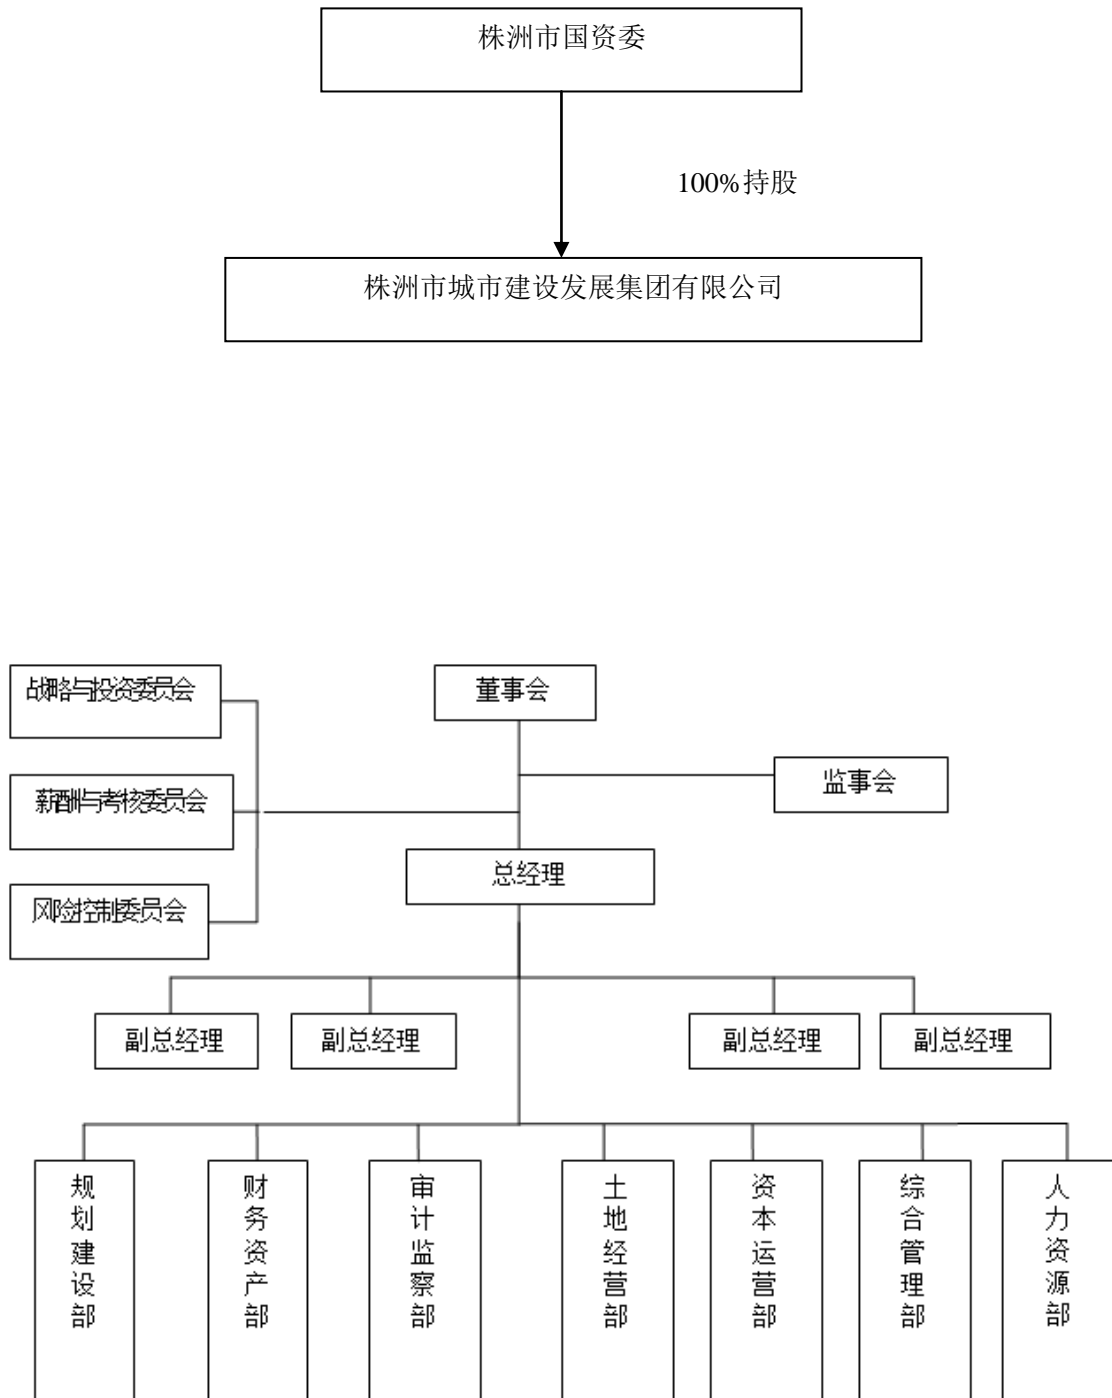 株洲市国资委
100%持股
株洲市城市建设发展集团有限公司
战略与投资委员会
董事会
监事会
薪酬与考核委员会
总经理
风险控制委员会
副总经理
副总经理
副总经理
副总经理
规划建设部
财务资产部
审计监察部
土地经营部
资本运营部
综合管理部
人力资源部